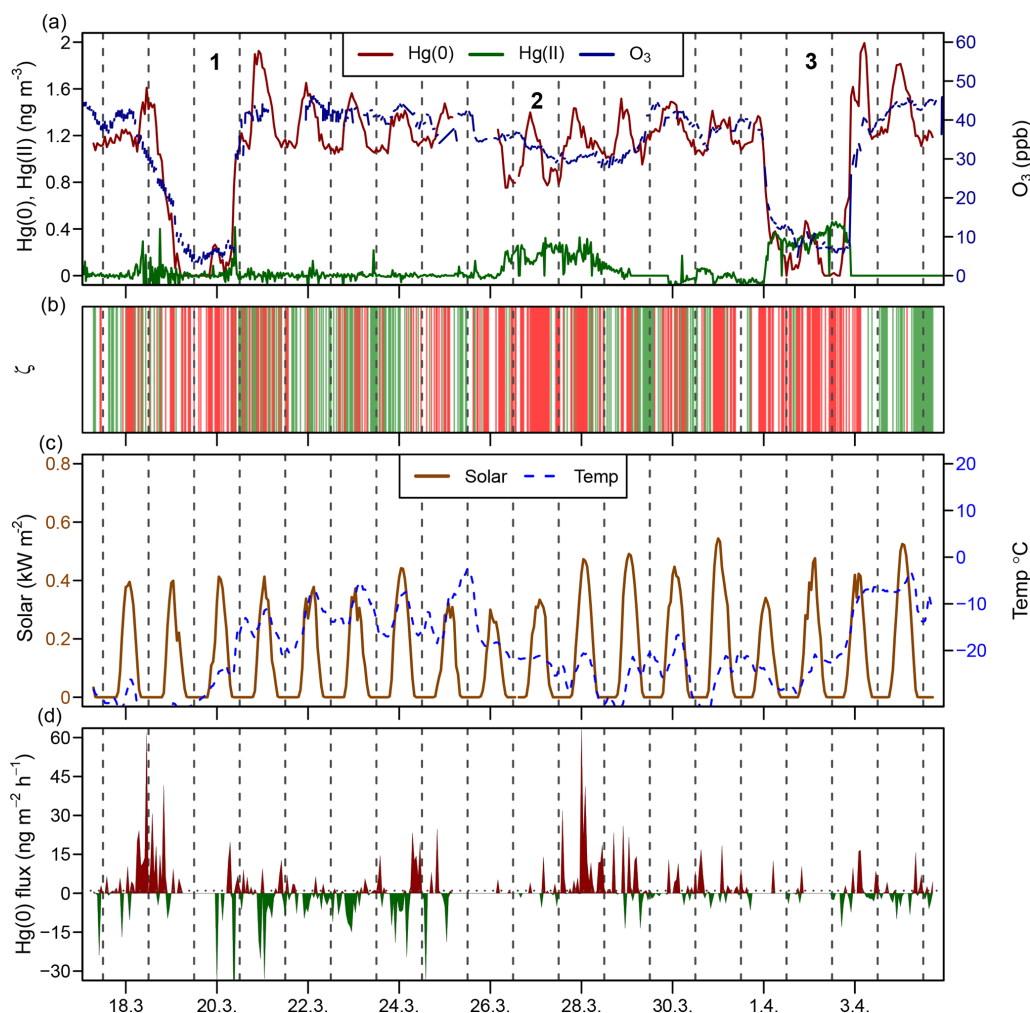 (a)
Hg(0) Hg(II) O₃
1 2 3
Hg(0), Hg(II) (ng m⁻³)
2
1.6
1.2
0.8
0.4
0
O₃ (ppb)
60
50
40
30
20
10
0
(b)
ζ
(c)
Solar Temp
Solar (kW m⁻²)
0.8
0.6
0.4
0.2
0
Temp °C
20
10
0
−10
−20
(d)
Hg(0) flux (ng m⁻² h⁻¹)
60
45
30
15
0
−15
−30
18.3 20.3. 22.3 24.3 26.3 28.3 30.3. 1.4. 3.4.